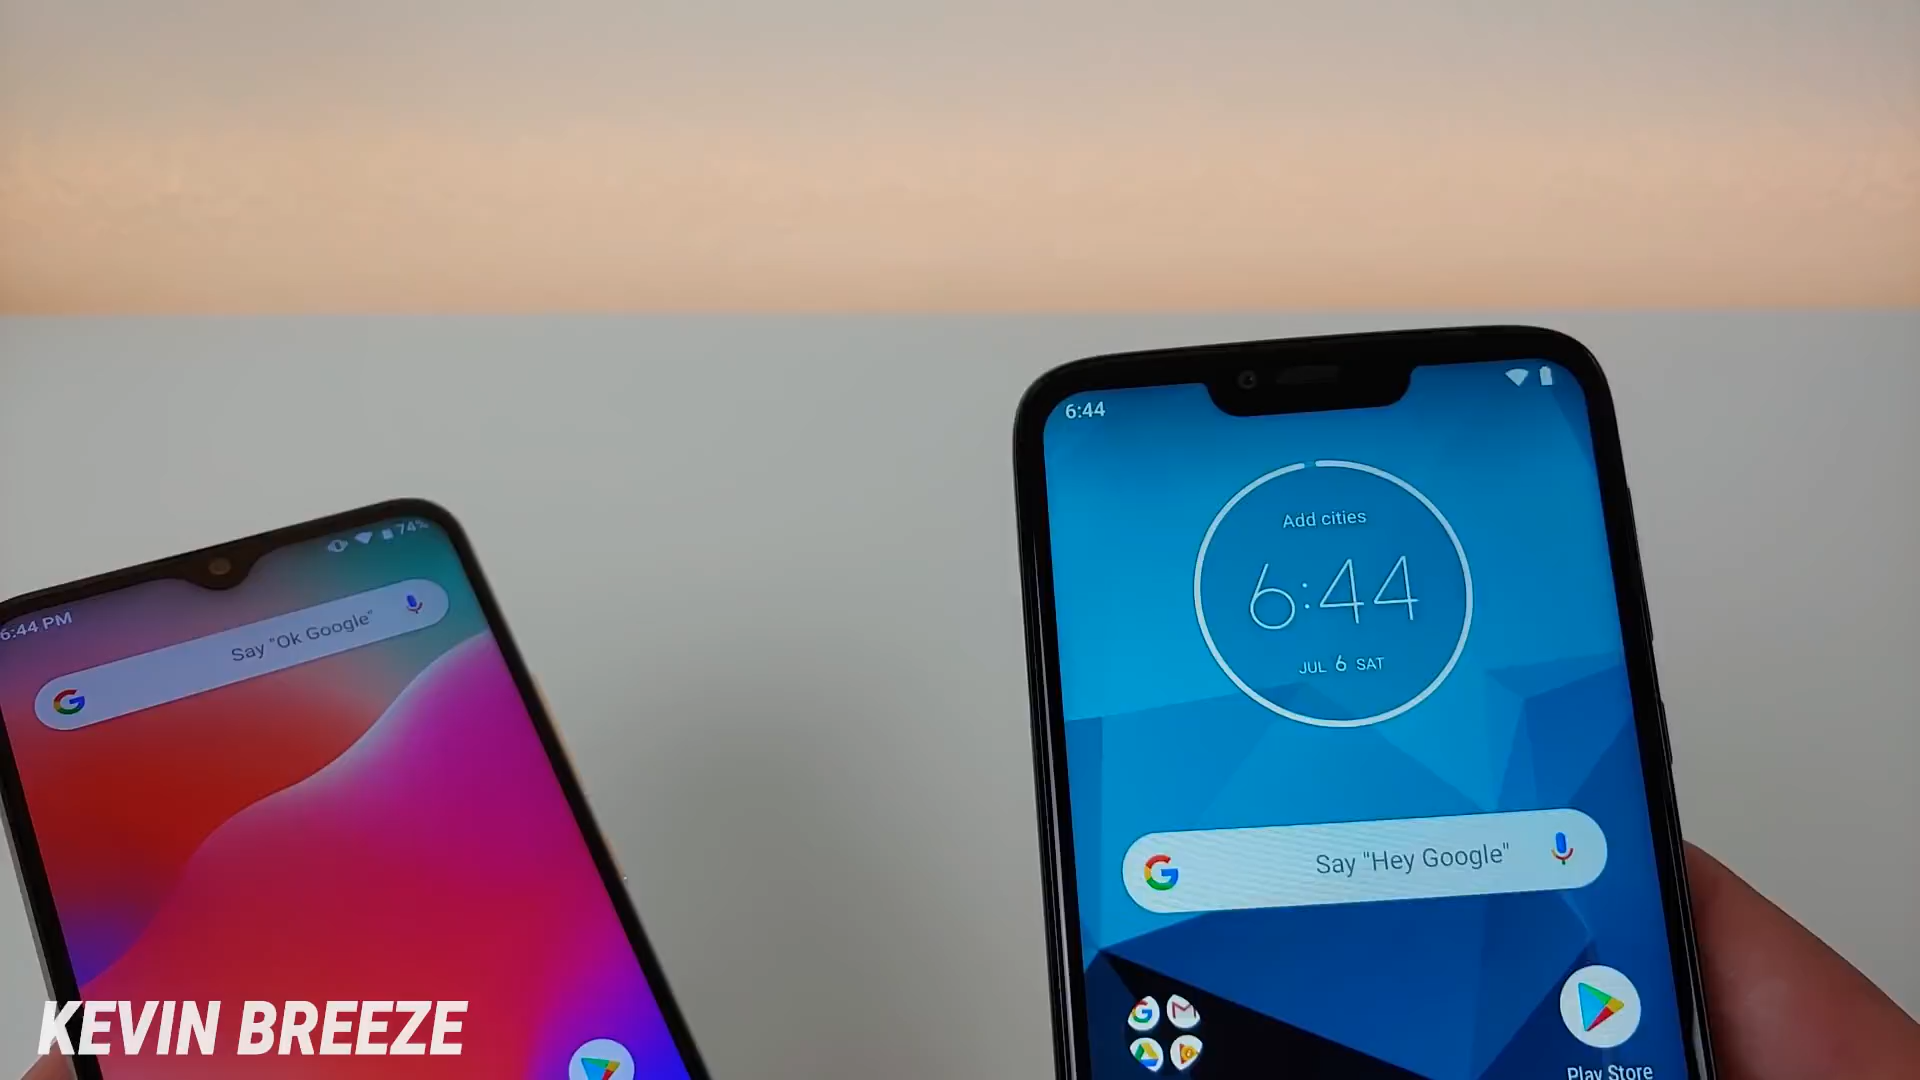 6:44 PM
74%
Say "Ok Google"
6:44
Add cities
6:44
JUL 6 SAT
Say "Hey Google"
Play Store
KEVIN BREEZE